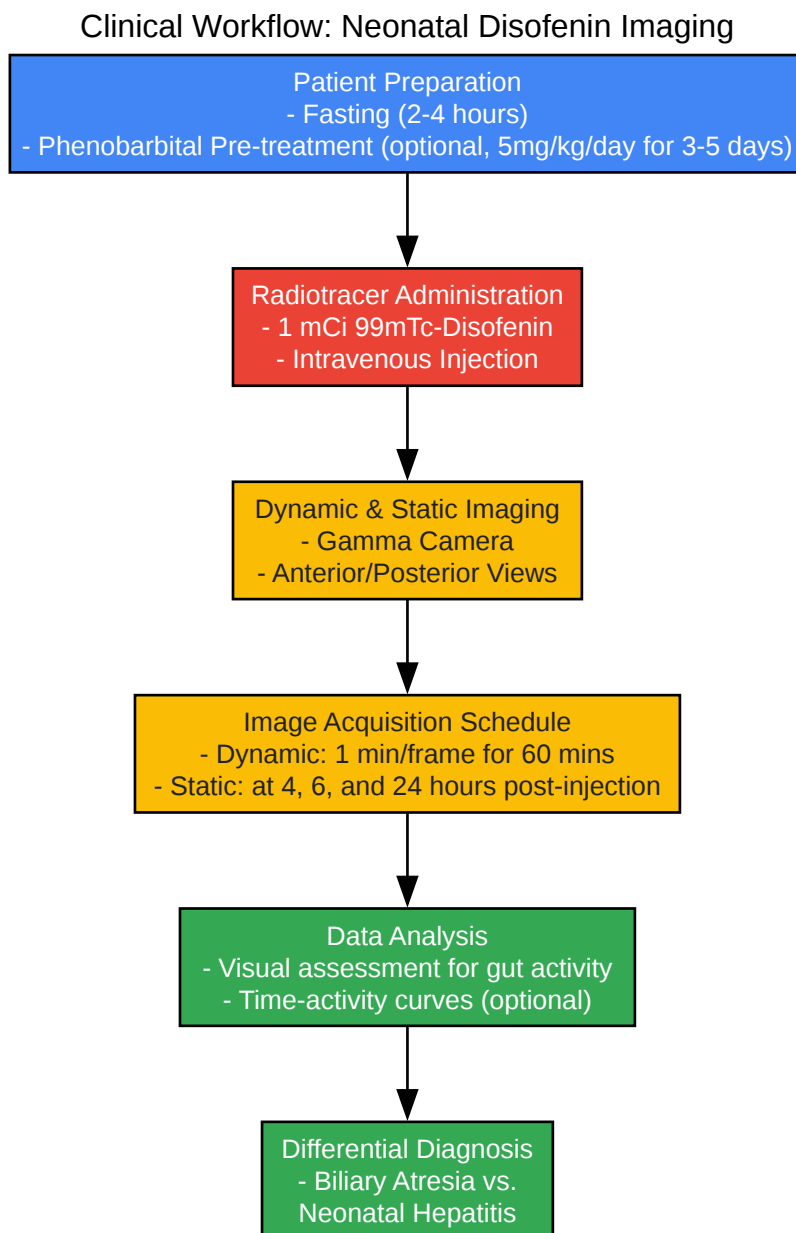 Clinical Workflow: Neonatal Disofenin Imaging
Patient Preparation
- Fasting (2-4 hours)
- Phenobarbital Pre-treatment (optional, 5mg/kg/day for 3-5 days)
Radiotracer Administration
- 1 mCi 99mTc-Disofenin
- Intravenous Injection
Dynamic & Static Imaging
- Gamma Camera
- Anterior/Posterior Views
Image Acquisition Schedule
- Dynamic: 1 min/frame for 60 mins
- Static: at 4, 6, and 24 hours post-injection
Data Analysis
- Visual assessment for gut activity
- Time-activity curves (optional)
Differential Diagnosis
- Biliary Atresia vs.
Neonatal Hepatitis